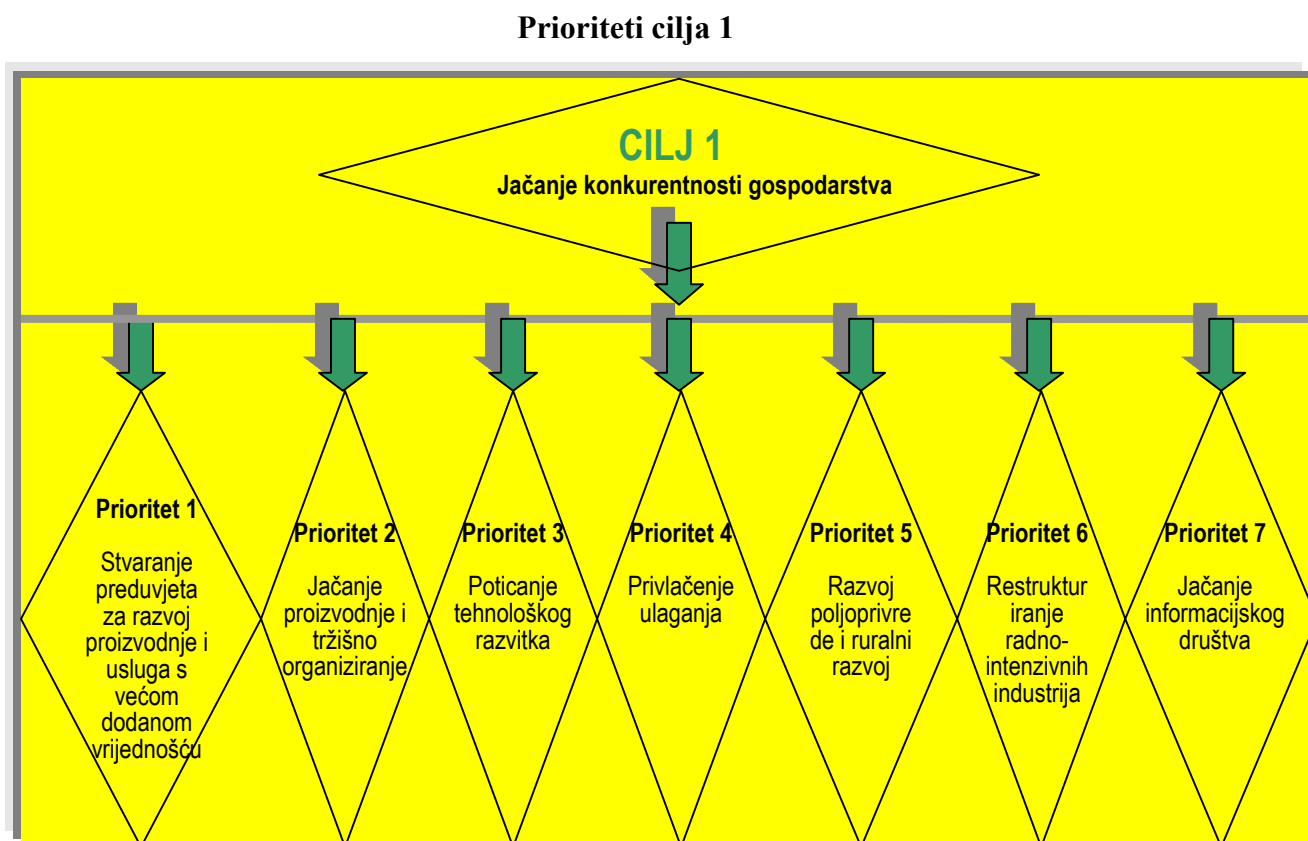 Prioriteti cilja 1
CILJ 1
Jačanje konkurentnosti gospodarstva
Prioritet 1
Stvaranje
preduvjeta
za razvoj
proizvodnje i
usluga s
većom
dodanom
vrijednošću
Prioritet 2
Jačanje
proizvodnje i
tržišno
organiziranje
Prioritet 3
Poticanje
tehnološkog
razvitka
Prioritet 4
Privlačenje
ulaganja
Prioritet 5
Razvoj
poljoprivre
de i ruralni
razvoj
Prioritet 6
Restruktur
iranje
radno-
intenzivnih
industrija
Prioritet 7
Jačanje
informacijskog
društva